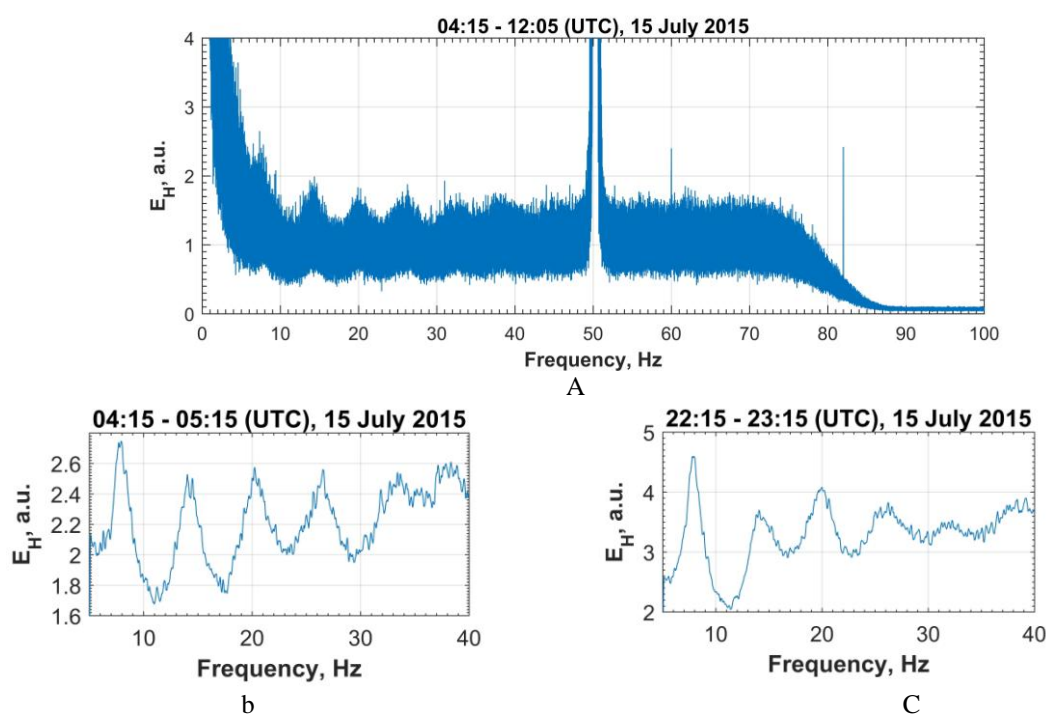 04:15 - 12:05 (UTC), 15 July 2015
E_H, a.u.
4
3
2
1
0
0 10 20 30 40 50 60 70 80 90 100
Frequency, Hz
A
04:15 - 05:15 (UTC), 15 July 2015
E_H, a.u.
2.6
2.4
2.2
2
1.8
1.6
10 20 30 40
Frequency, Hz
b
22:15 - 23:15 (UTC), 15 July 2015
E_H, a.u.
5
4
3
2
10 20 30 40
Frequency, Hz
C